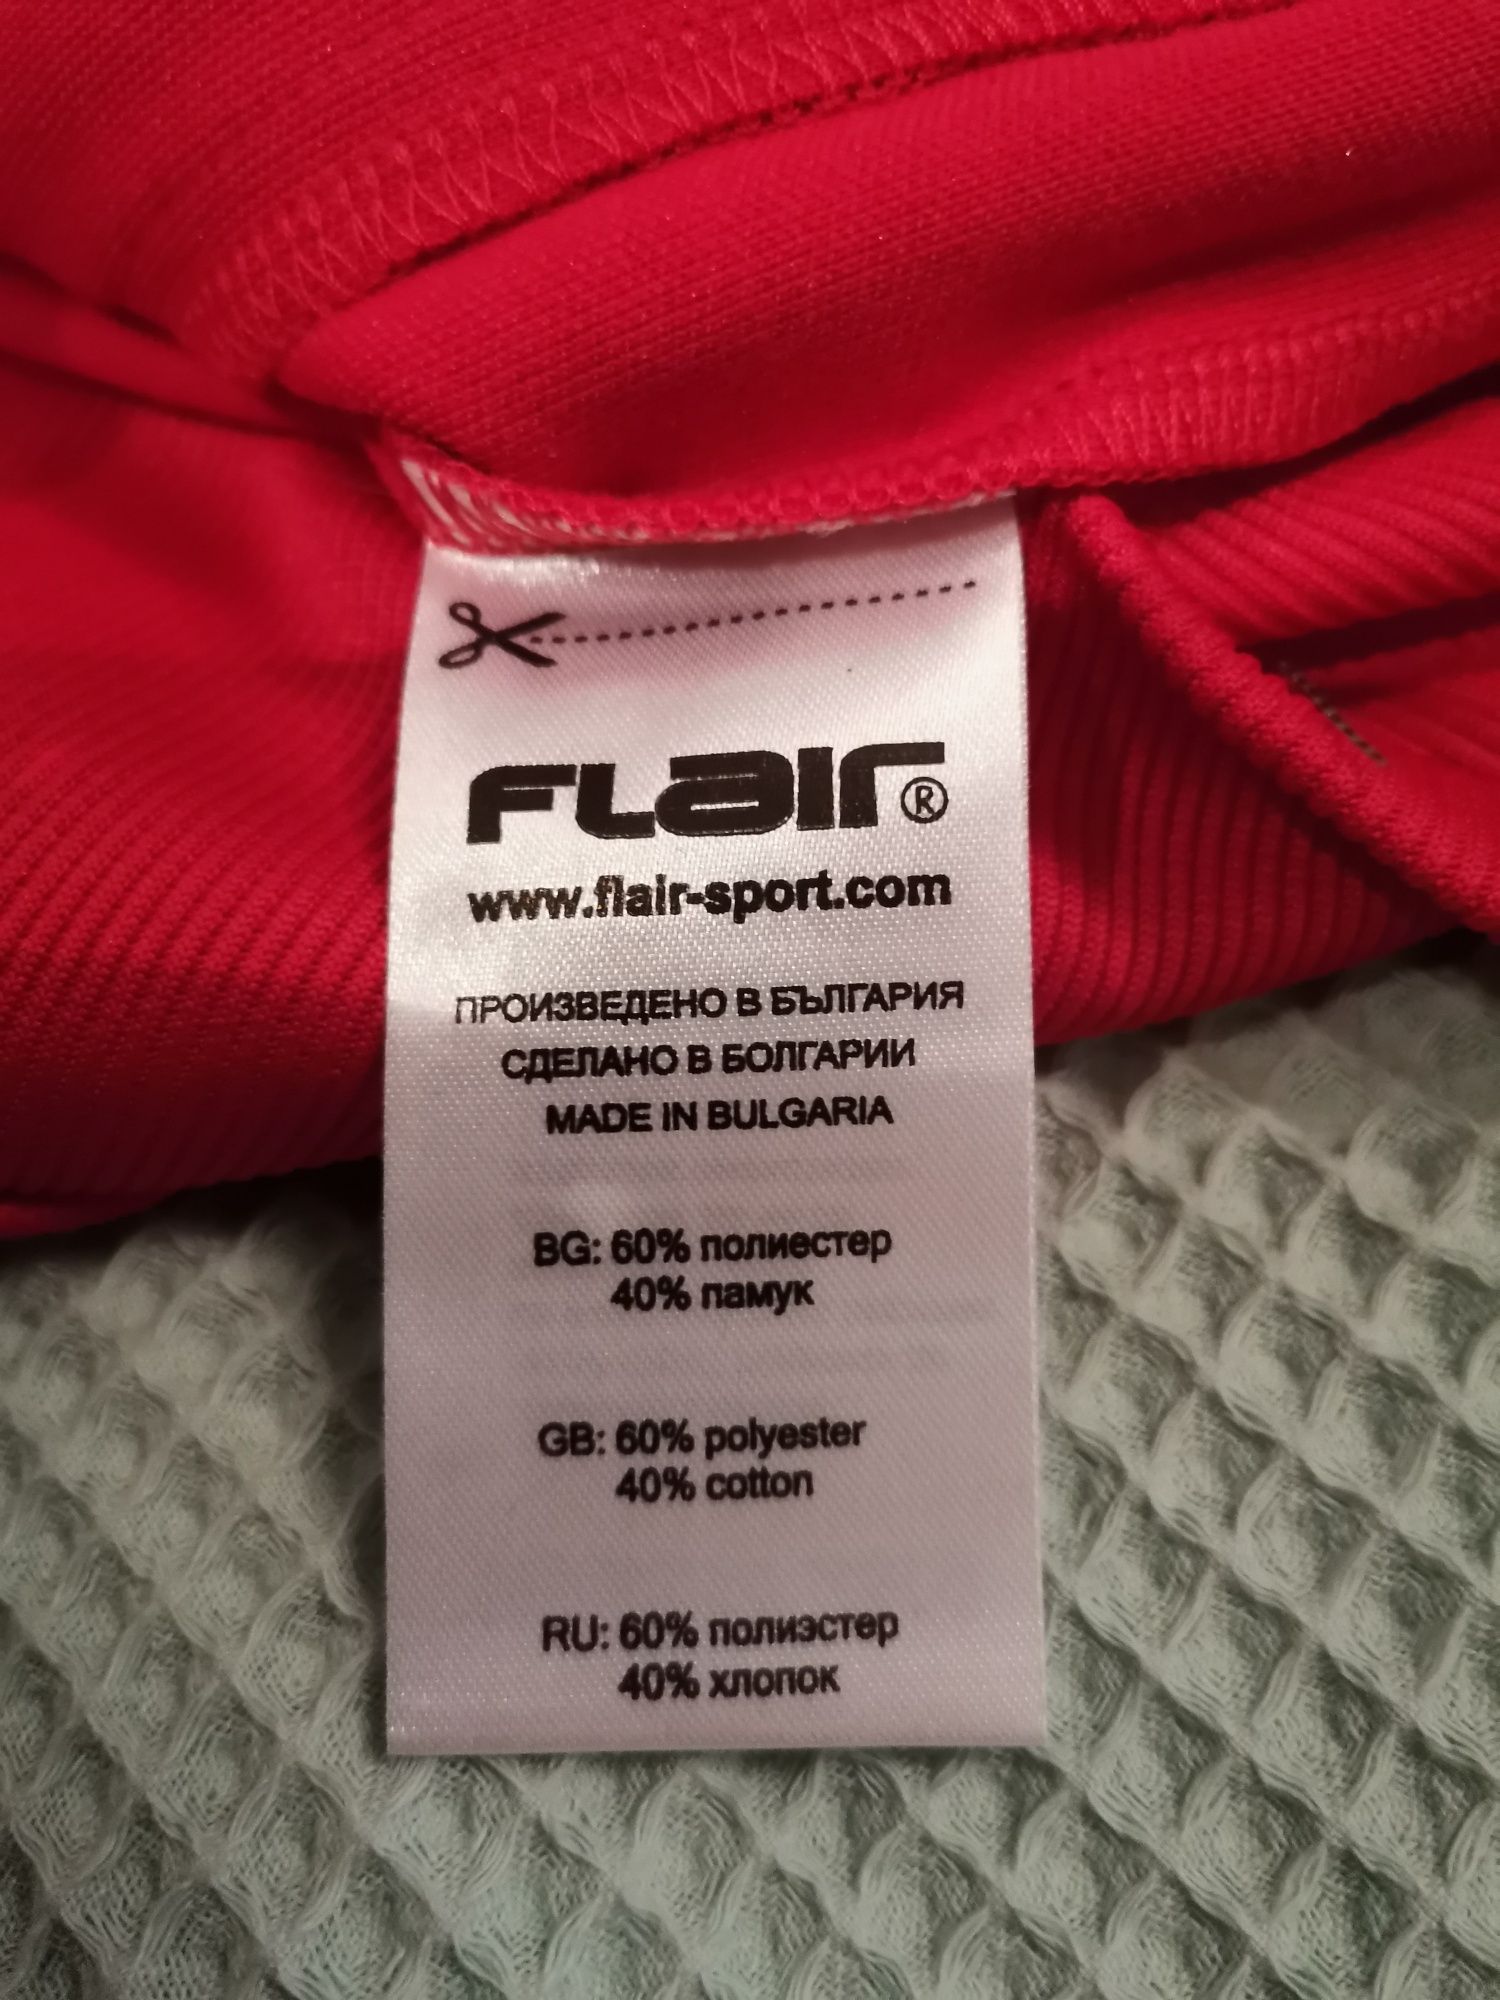 FLAIR®
www.flair-sport.com
ПРОИЗВЕДЕНО В БЪЛГАРИЯ
СДЕЛАНО В БОЛГАРИИ
MADE IN BULGARIA
BG: 60% полиестер
40% памук
GB: 60% polyester
40% cotton
RU: 60% полиэстер
40% хлопок